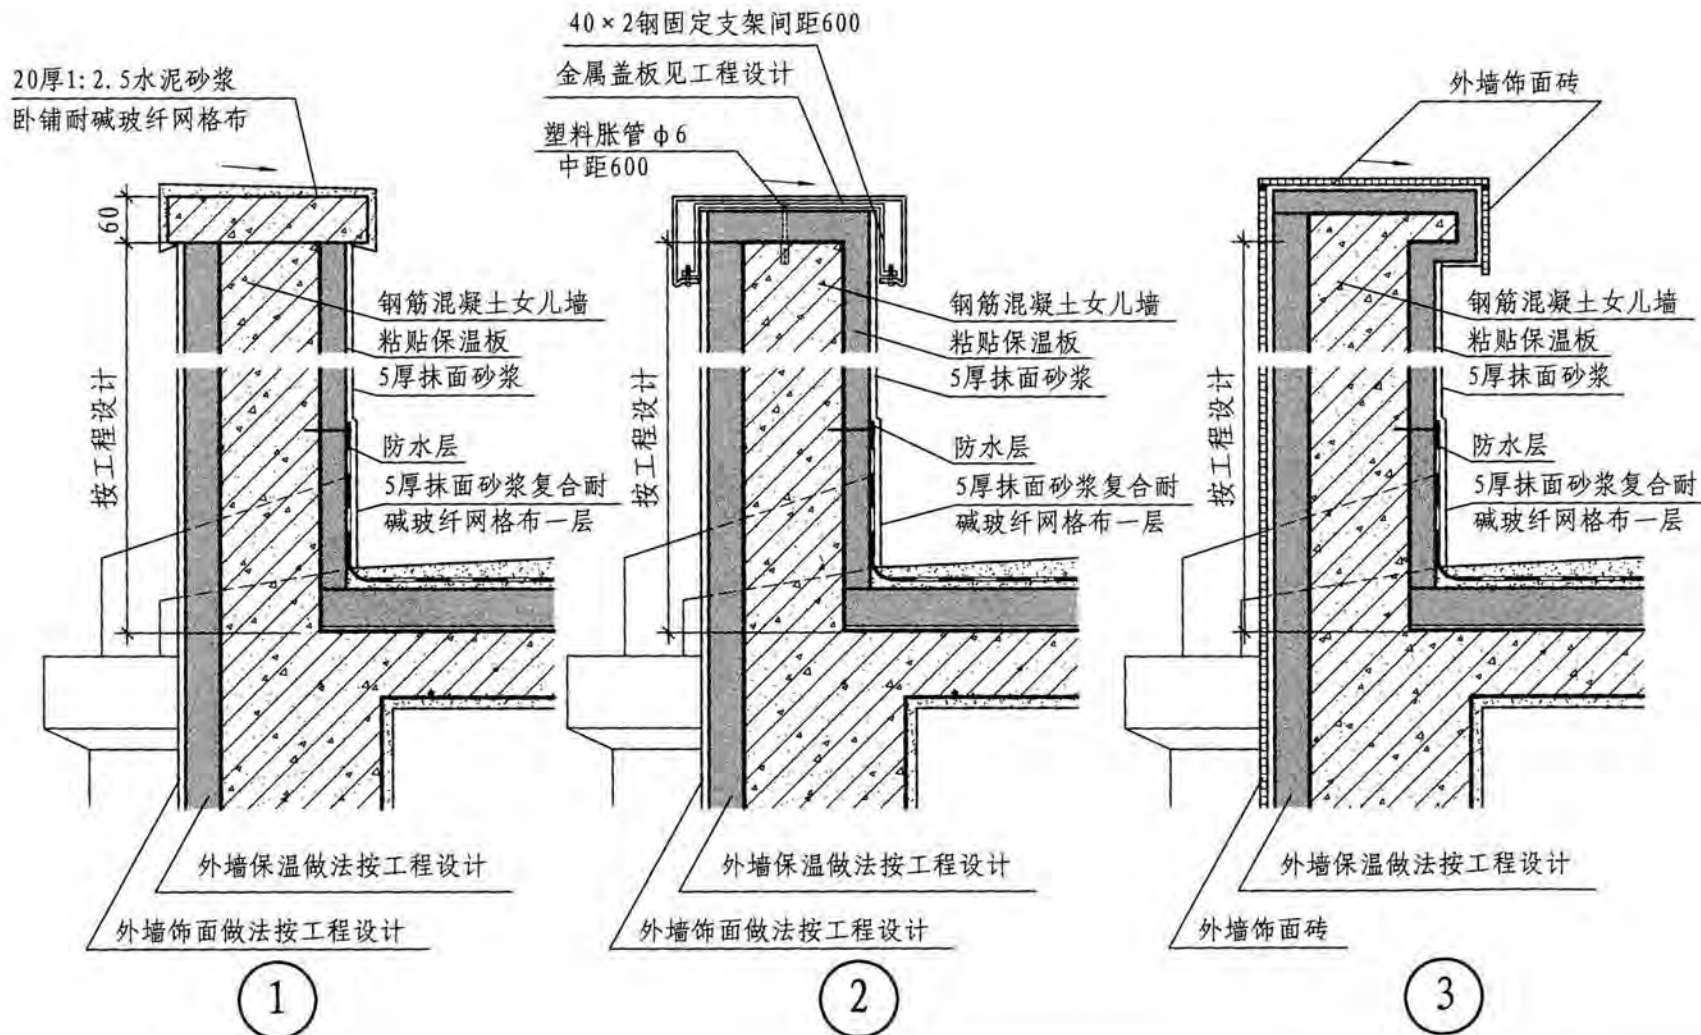 20厚1:2.5水泥砂浆
卧铺耐碱玻纤网格布
60
按工程设计
钢筋混凝土女儿墙
粘贴保温板
5厚抹面砂浆
防水层
5厚抹面砂浆复合耐
碱玻纤网格布一层
外墙保温做法按工程设计
外墙饰面做法按工程设计
1
40×2钢固定支架间距600
金属盖板见工程设计
塑料胀管φ6
中距600
按工程设计
钢筋混凝土女儿墙
粘贴保温板
5厚抹面砂浆
防水层
5厚抹面砂浆复合耐
碱玻纤网格布一层
外墙保温做法按工程设计
外墙饰面做法按工程设计
2
外墙饰面砖
按工程设计
钢筋混凝土女儿墙
粘贴保温板
5厚抹面砂浆
防水层
5厚抹面砂浆复合耐
碱玻纤网格布一层
外墙保温做法按工程设计
外墙饰面砖
3